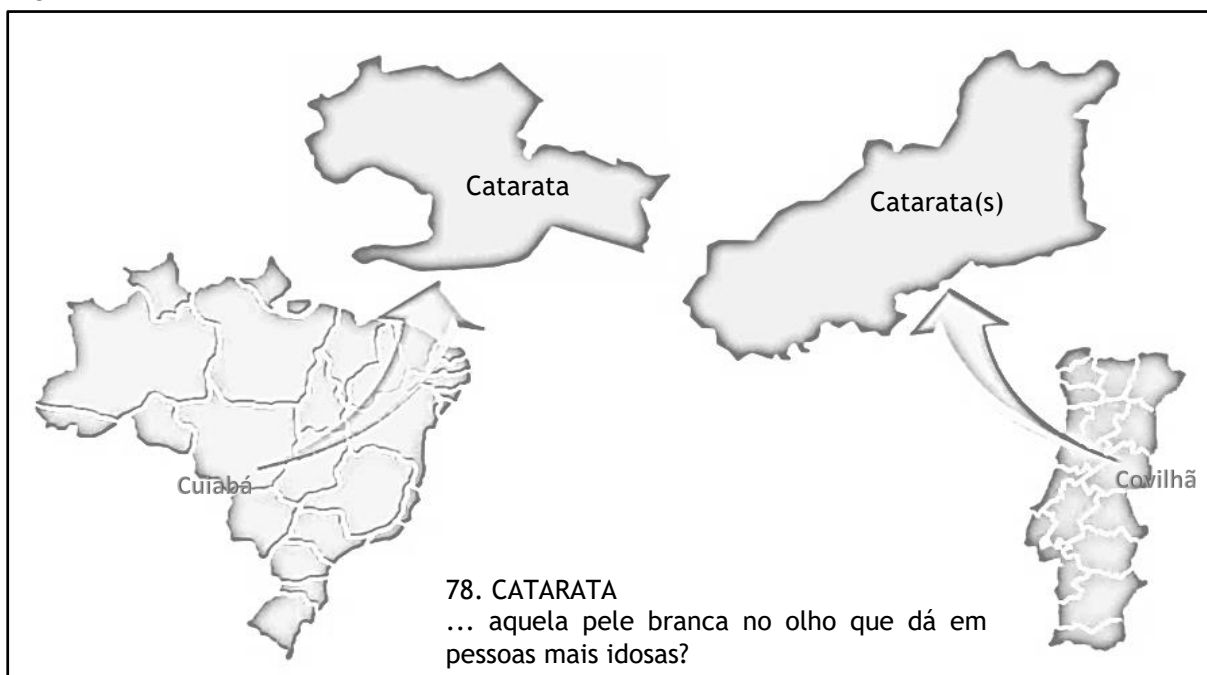 Catarata
Catarata(s)
Cuiabá
Covilhã
78. CATARATA
... aquela pele branca no olho que dá em
pessoas mais idosas?